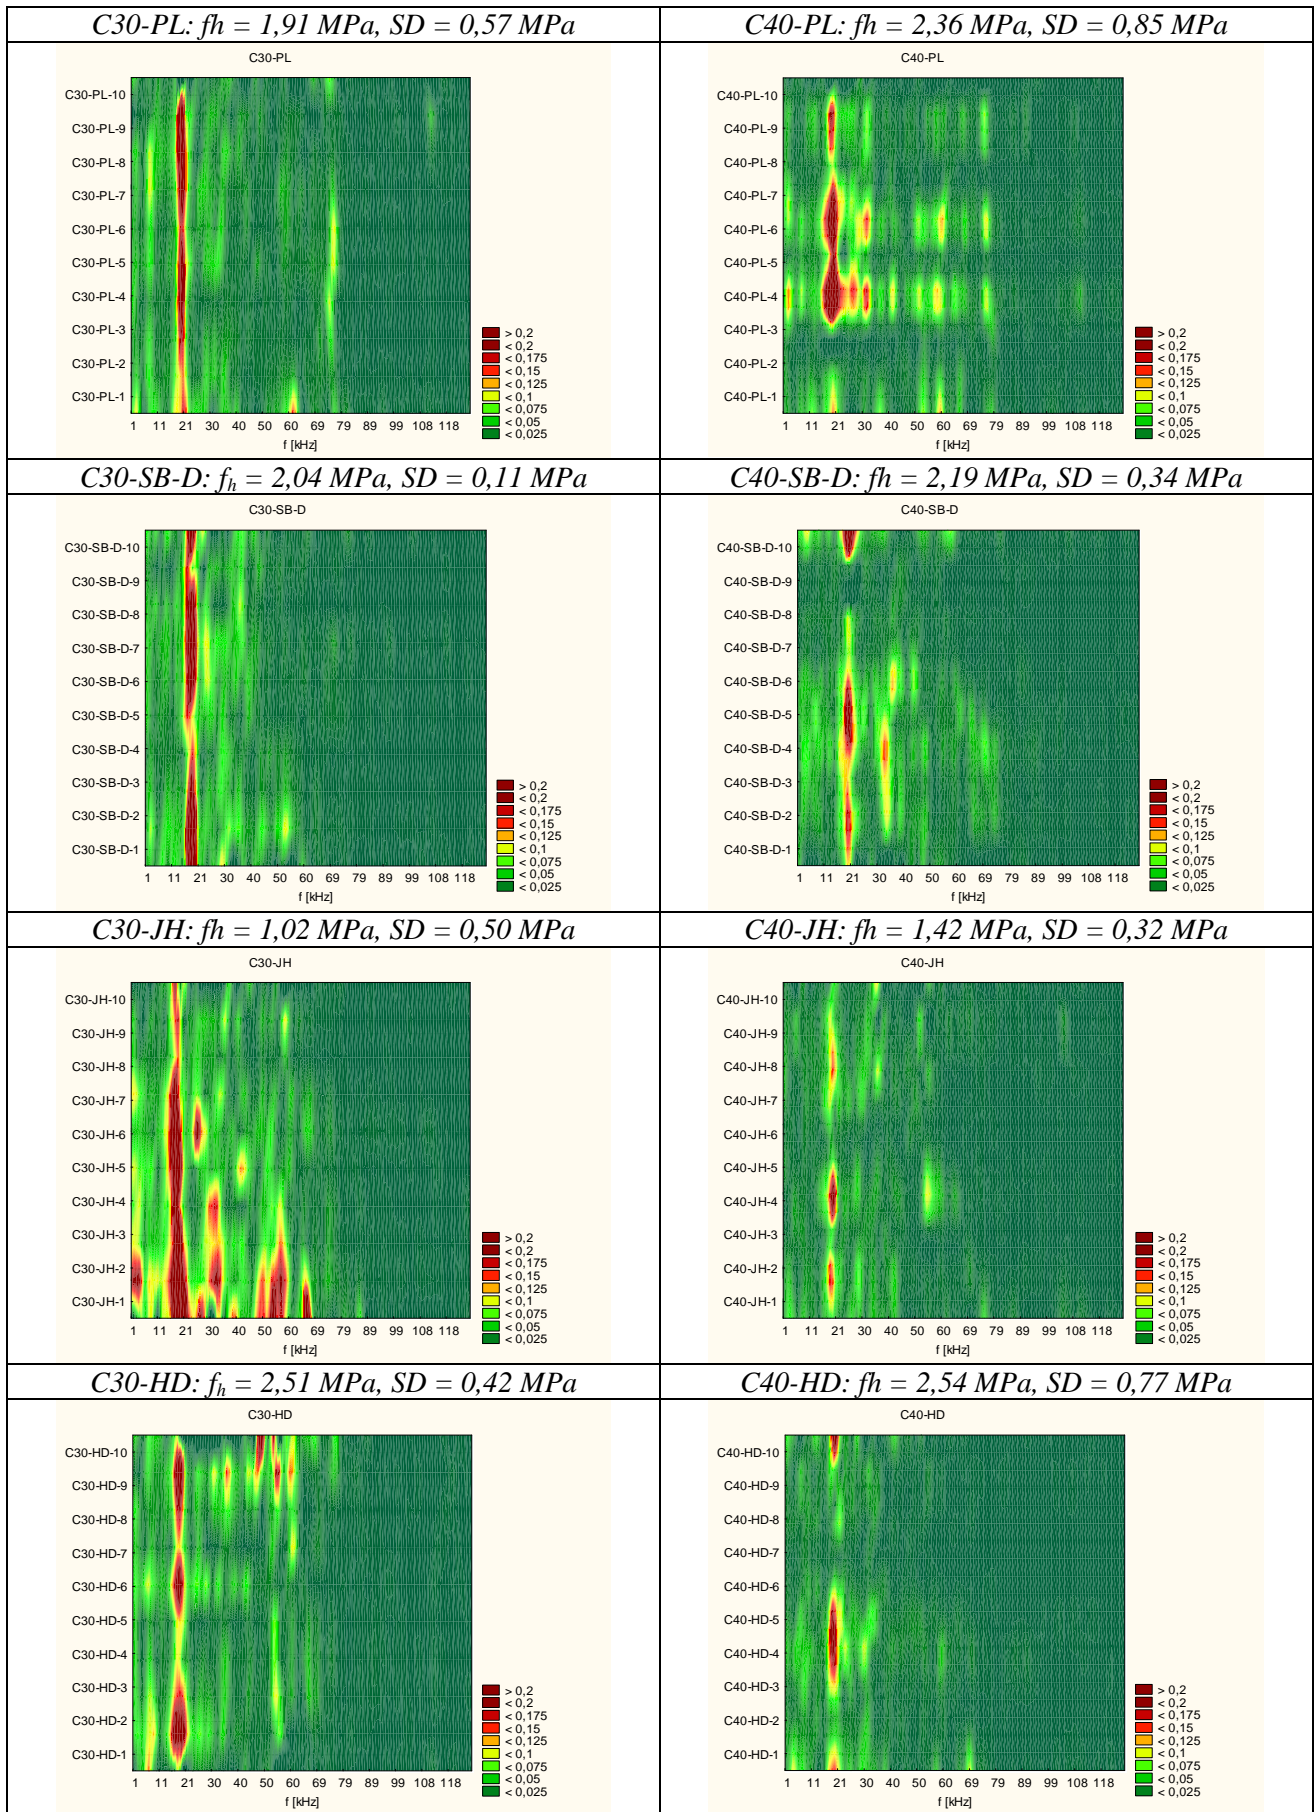 C30-PL: fh = 1,91 MPa, SD = 0,57 MPa
C40-PL: fh = 2,36 MPa, SD = 0,85 MPa
C30-PL
C30-PL-10
C30-PL-9
C30-PL-8
C30-PL-7
C30-PL-6
C30-PL-5
C30-PL-4
C30-PL-3
C30-PL-2
C30-PL-1
1 11 21 30 40 50 60 69 79 89 99 108 118
f [kHz]
> 0,2
< 0,2
< 0,175
< 0,15
< 0,125
< 0,1
< 0,075
< 0,05
< 0,025
C40-PL
C40-PL-10
C40-PL-9
C40-PL-8
C40-PL-7
C40-PL-6
C40-PL-5
C40-PL-4
C40-PL-3
C40-PL-2
C40-PL-1
1 11 21 30 40 50 60 69 79 89 99 108 118
f [kHz]
> 0,2
< 0,2
< 0,175
< 0,15
< 0,125
< 0,1
< 0,075
< 0,05
< 0,025
C30-SB-D: fh = 2,04 MPa, SD = 0,11 MPa
C40-SB-D: fh = 2,19 MPa, SD = 0,34 MPa
C30-SB-D
C30-SB-D-10
C30-SB-D-9
C30-SB-D-8
C30-SB-D-7
C30-SB-D-6
C30-SB-D-5
C30-SB-D-4
C30-SB-D-3
C30-SB-D-2
C30-SB-D-1
1 11 21 30 40 50 60 69 79 89 99 108 118
f [kHz]
> 0,2
< 0,2
< 0,175
< 0,15
< 0,125
< 0,1
< 0,075
< 0,05
< 0,025
C40-SB-D
C40-SB-D-10
C40-SB-D-9
C40-SB-D-8
C40-SB-D-7
C40-SB-D-6
C40-SB-D-5
C40-SB-D-4
C40-SB-D-3
C40-SB-D-2
C40-SB-D-1
1 11 21 30 40 50 60 69 79 89 99 108 118
f [kHz]
> 0,2
< 0,2
< 0,175
< 0,15
< 0,125
< 0,1
< 0,075
< 0,05
< 0,025
C30-JH: fh = 1,02 MPa, SD = 0,50 MPa
C40-JH: fh = 1,42 MPa, SD = 0,32 MPa
C30-JH
C30-JH-10
C30-JH-9
C30-JH-8
C30-JH-7
C30-JH-6
C30-JH-5
C30-JH-4
C30-JH-3
C30-JH-2
C30-JH-1
1 11 21 30 40 50 60 69 79 89 99 108 118
f [kHz]
> 0,2
< 0,2
< 0,175
< 0,15
< 0,125
< 0,1
< 0,075
< 0,05
< 0,025
C40-JH
C40-JH-10
C40-JH-9
C40-JH-8
C40-JH-7
C40-JH-6
C40-JH-5
C40-JH-4
C40-JH-3
C40-JH-2
C40-JH-1
1 11 21 30 40 50 60 69 79 89 99 108 118
f [kHz]
> 0,2
< 0,2
< 0,175
< 0,15
< 0,125
< 0,1
< 0,075
< 0,05
< 0,025
C30-HD: fh = 2,51 MPa, SD = 0,42 MPa
C40-HD: fh = 2,54 MPa, SD = 0,77 MPa
C30-HD
C30-HD-10
C30-HD-9
C30-HD-8
C30-HD-7
C30-HD-6
C30-HD-5
C30-HD-4
C30-HD-3
C30-HD-2
C30-HD-1
1 11 21 30 40 50 60 69 79 89 99 108 118
f [kHz]
> 0,2
< 0,2
< 0,175
< 0,15
< 0,125
< 0,1
< 0,075
< 0,05
< 0,025
C40-HD
C40-HD-10
C40-HD-9
C40-HD-8
C40-HD-7
C40-HD-6
C40-HD-5
C40-HD-4
C40-HD-3
C40-HD-2
C40-HD-1
1 11 21 30 40 50 60 69 79 89 99 108 118
f [kHz]
> 0,2
< 0,2
< 0,175
< 0,15
< 0,125
< 0,1
< 0,075
< 0,05
< 0,025